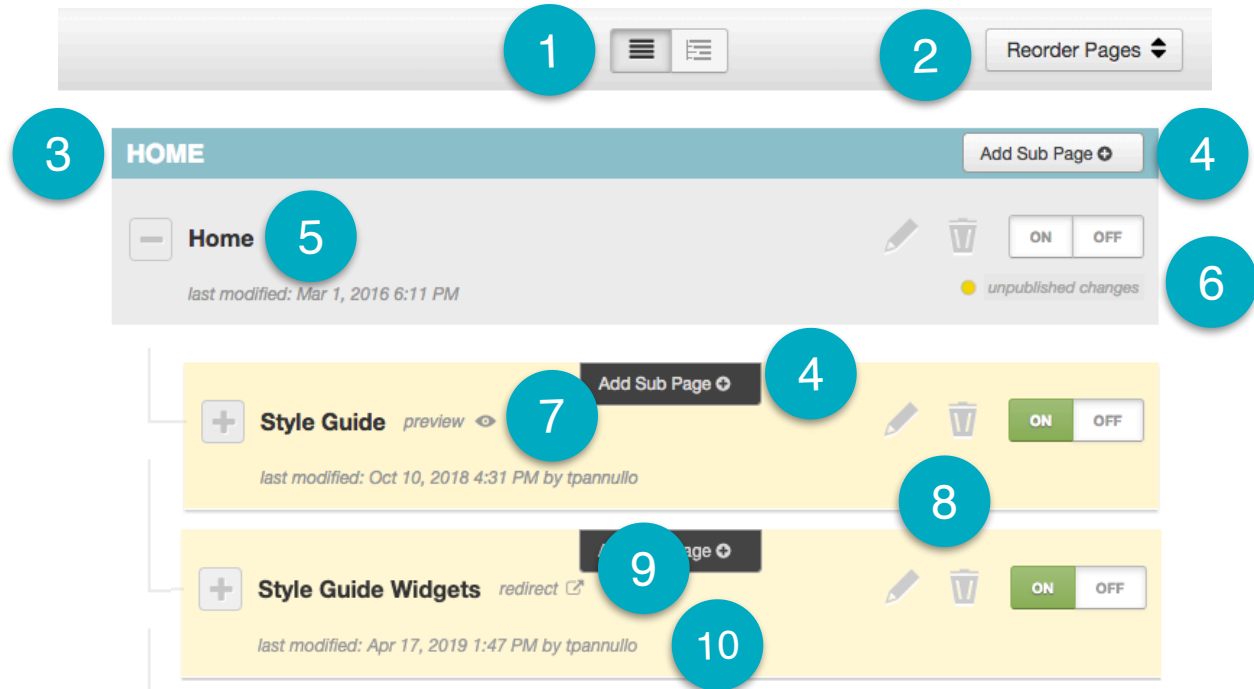 1
2
Reorder Pages
3
HOME
Add Sub Page
4
Home
5
ON OFF
last modified: Mar 1, 2016 6:11 PM
unpublished changes
6
Add Sub Page
4
Style Guide preview
7
ON OFF
last modified: Oct 10, 2018 4:31 PM by tpannullo
8
9
Style Guide Widgets redirect
ON OFF
last modified: Apr 17, 2019 1:47 PM by tpannullo
10